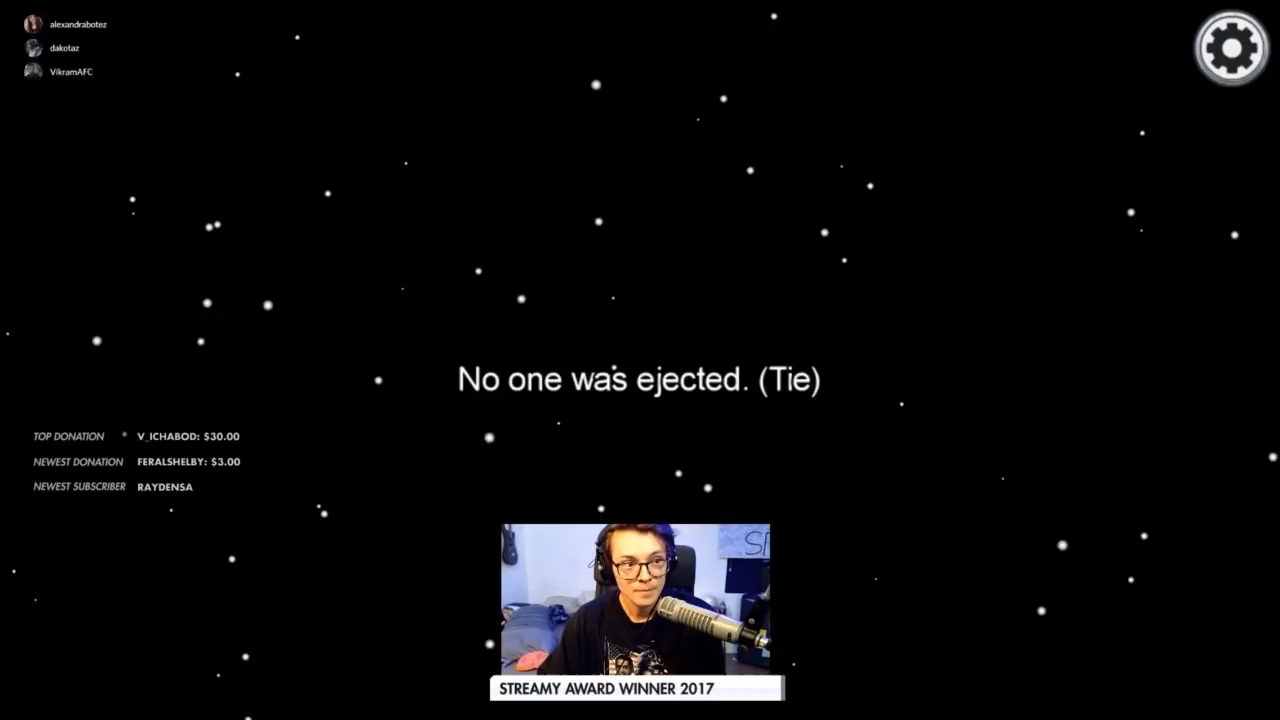 alexandrabotez
dakotaz
VikramAFC
No one was ejected. (Tie)
TOP DONATION V_ICHABOD: $30.00
NEWEST DONATION FERALSHELBY: $3.00
NEWEST SUBSCRIBER RAYDENSA
SF
STREAMY AWARD WINNER 2017